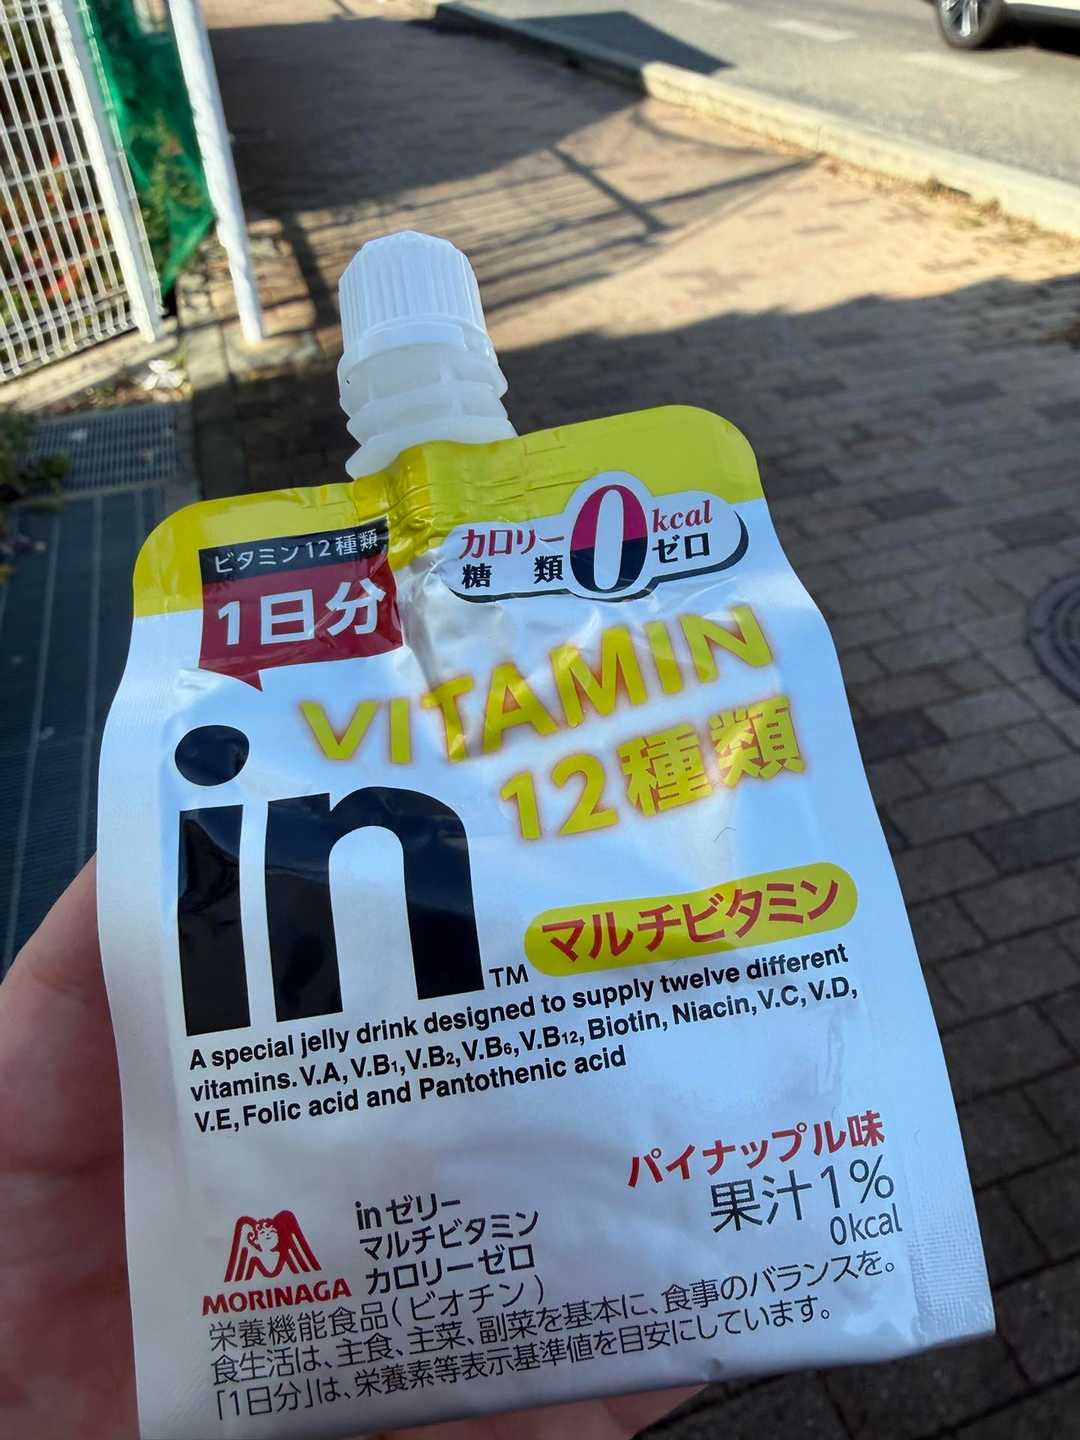 ビタミン12種類
1日分
カロリー 0kcal
糖類 ゼロ
VITAMIN
12種類
in™
マルチビタミン
A special jelly drink designed to supply twelve different
vitamins. V.A, V.B1, V.B2, V.B6, V.B12, Biotin, Niacin, V.C, V.D,
V.E, Folic acid and Pantothenic acid
パイナップル味
果汁1%
0kcal
inゼリー
マルチビタミン
カロリーゼロ
MORINAGA
栄養機能食品(ビオチン)
食生活は、主食、主菜、副菜を基本に、食事のバランスを。
「1日分」は、栄養素等表示基準値を目安にしています。